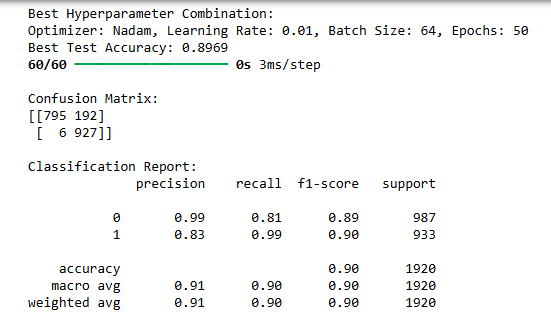 Best Hyperparameter Combination:
Optimizer: Nadam, Learning Rate: 0.01, Batch Size: 64, Epochs: 50
Best Test Accuracy: 0.8969
60/60 ━━━━━━━━━━━━━━━━━━━━ 0s 3ms/step
Confusion Matrix:
[[795 192]
 [  6 927]]
Classification Report:
              precision    recall  f1-score   support
           0       0.99      0.81      0.89       987
           1       0.83      0.99      0.90       933
    accuracy                           0.90      1920
   macro avg       0.91      0.90      0.90      1920
weighted avg       0.91      0.90      0.90      1920